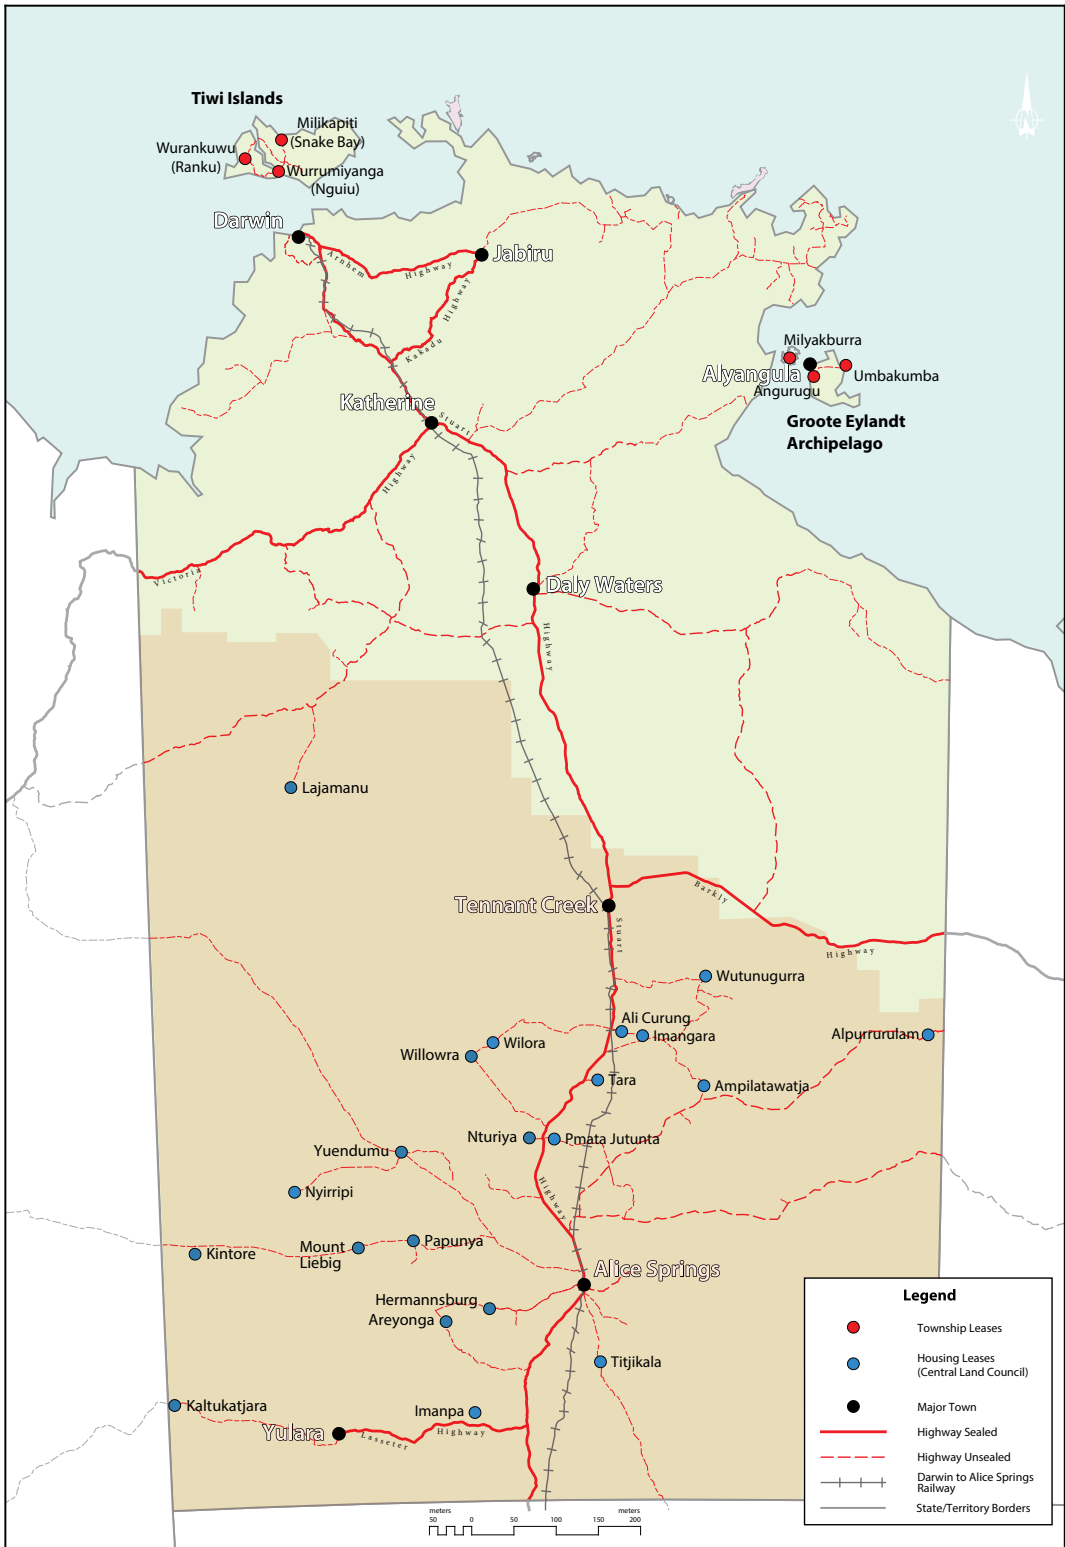 Tiwi Islands
Milikapiti
(Snake Bay)
Wurankuwu
(Ranku)
Wurrumiyanga
(Nguiu)
Darwin
Jabiru
Arnhem
Highway
Kakadu
Highway
Milyakburra
Alyangula
Angurugu
Umbakumba
Groote Eylandt
Archipelago
Katherine
Stuart
Highway
Victoria
Daly Waters
Highway
Lajamanu
Tennant Creek
Barkly
Highway
Stuart
Wutunugurra
Ali Curung
Imangara
Alpurrurulam
Wilora
Willowra
Tara
Ampilatawatja
Nturiya
Pmata Jutunta
Yuendumu
Nyirripi
Highway
Kintore
Mount
Liebig
Papunya
Alice Springs
Hermannsburg
Areyonga
Titjikala
Kaltukatjara
Imanpa
Yulara
Lasseter
Highway
Legend
Township Leases
Housing Leases
(Central Land Council)
Major Town
Highway Sealed
Highway Unsealed
Darwin to Alice Springs
Railway
State/Territory Borders
meters
meters
50 0 50 100 150 200